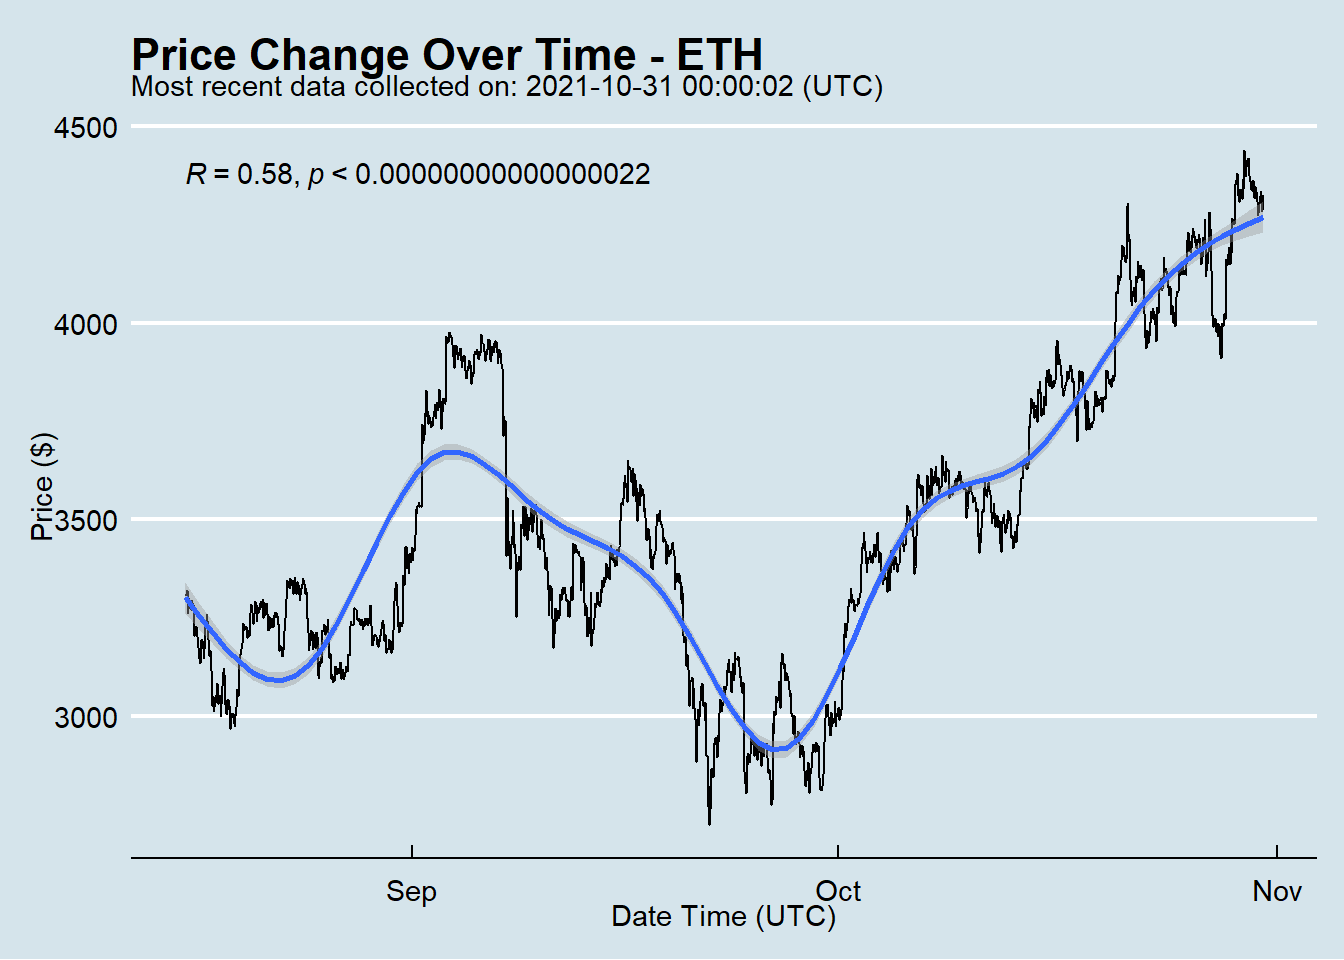 Price Change Over Time - ETH
Most recent data collected on: 2021-10-31 00:00:02 (UTC)
R = 0.58, p < 0.00000000000000022
4500
4000
3500
3000
Price ($)
Sep
Oct
Nov
Date Time (UTC)